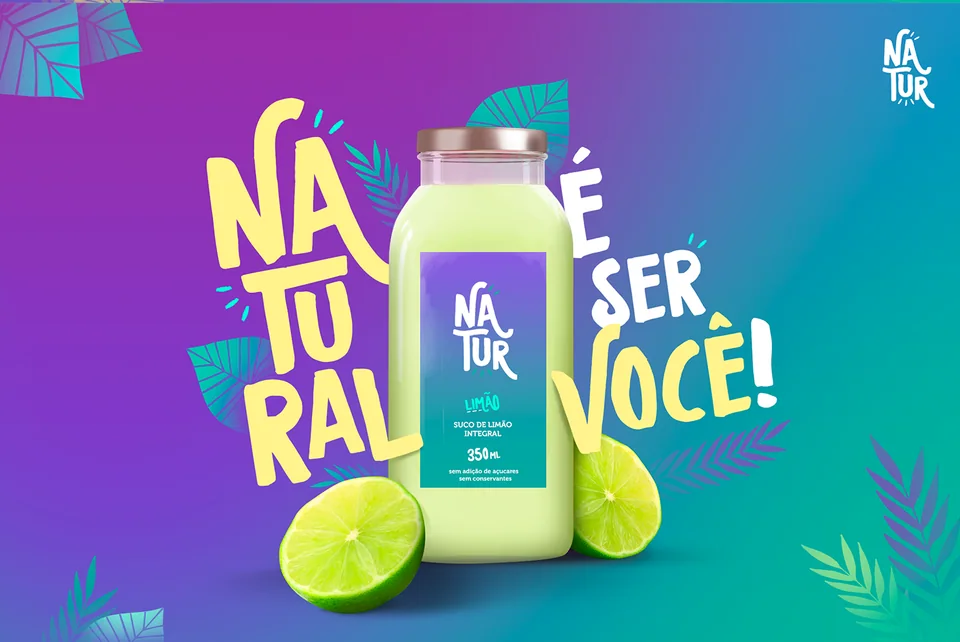 NA
TUR
NA
TU
RAL
É
SER
VOCÊ!
NA
TUR
LIMÃO
SUCO DE LIMÃO
INTEGRAL
350 ML
sem adição de açucares
sem conservantes